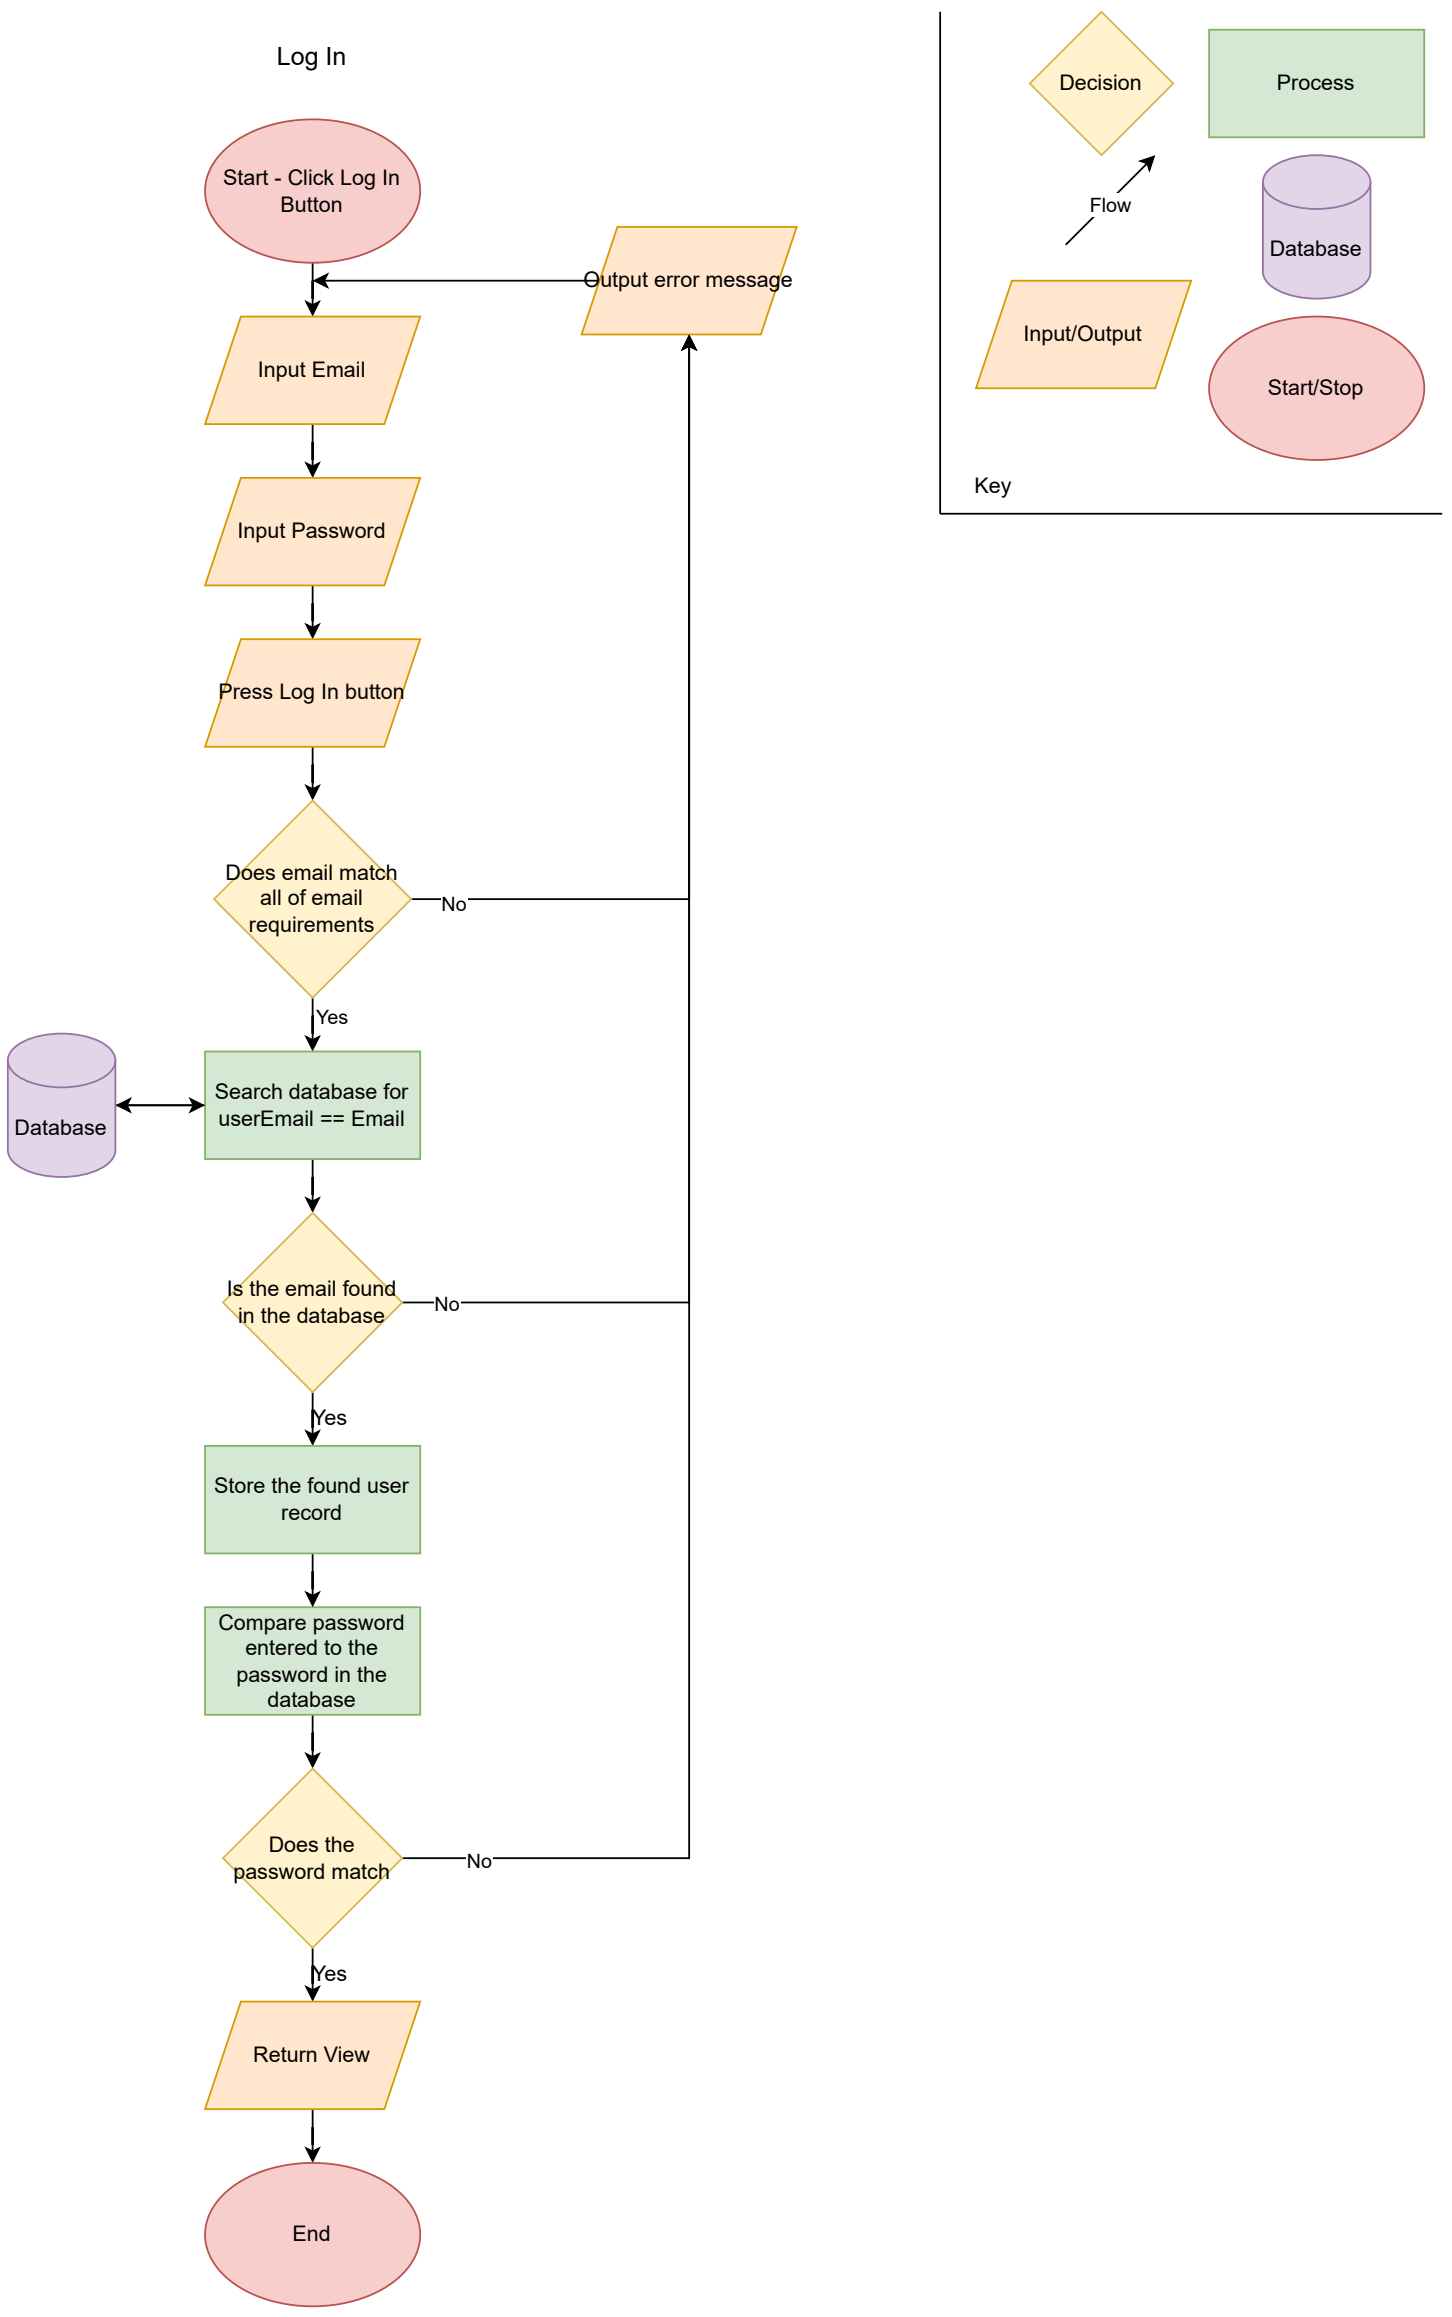 Log In
Start - Click Log In
Button
Output error message
Input Email
Input Password
Press Log In button
Does email match
all of email
requirements
No
Yes
Database
Search database for
userEmail == Email
Is the email found
in the database
No
Yes
Store the found user
record
Compare password
entered to the
password in the
database
Does the
password match
No
Yes
Return View
End
Decision
Process
Flow
Database
Input/Output
Start/Stop
Key